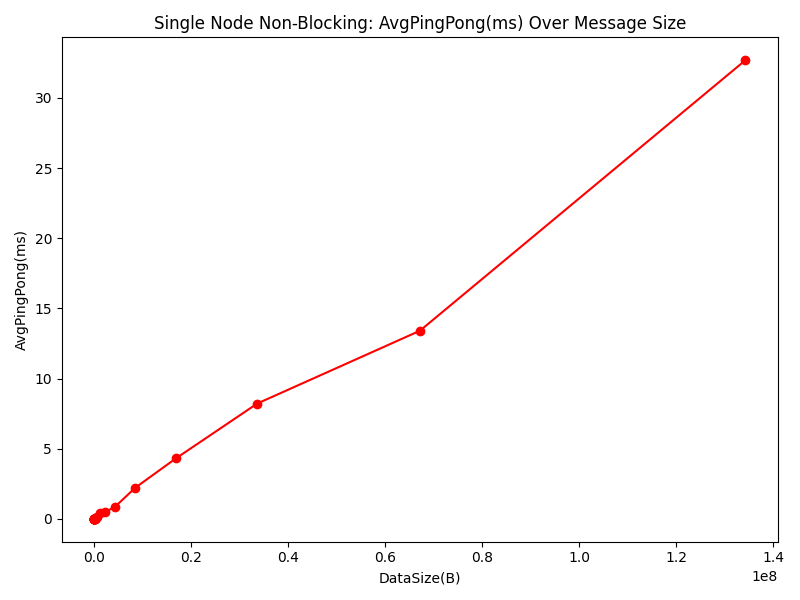 Single Node Non-Blocking: AvgPingPong(ms) Over Message Size
AvgPingPong(ms)
30
25
20
15
10
5
0
0.0 0.2 0.4 0.6 0.8 1.0 1.2 1.4
1e8
DataSize(B)